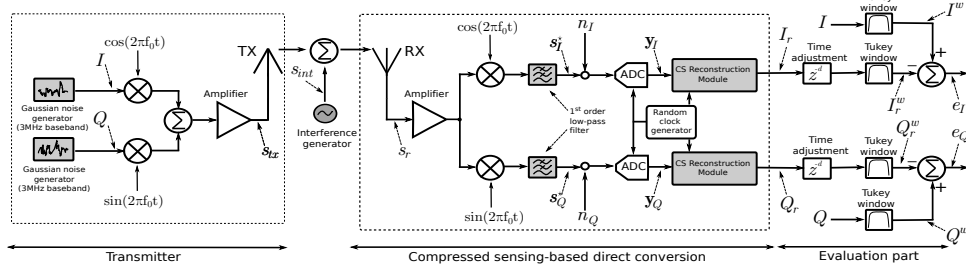 cos(2πf₀t)
I
Gaussian noise
generator
(3MHz baseband)
Q
Gaussian noise
generator
(3MHz baseband)
sin(2πf₀t)
Σ
Amplifier
s_tx
TX
Σ
s_int
Interference
generator
RX
s_r
Amplifier
cos(2πf₀t)
sin(2πf₀t)
1st order
low-pass
filter
s*_I
n_I
s*_Q
n_Q
ADC
y_I
ADC
y_Q
Random
clock
generator
CS Reconstruction
Module
CS Reconstruction
Module
I_r
Q_r
Time
adjustment
z^-d
Time
adjustment
z^-d
I
Tukey
window
I^w
Tukey
window
I_r^w
−
+
Σ
e_I
Tukey
window
Q_r^w
−
+
Σ
e_Q
Q
Tukey
window
Q^w
Transmitter
Compressed sensing-based direct conversion
Evaluation part